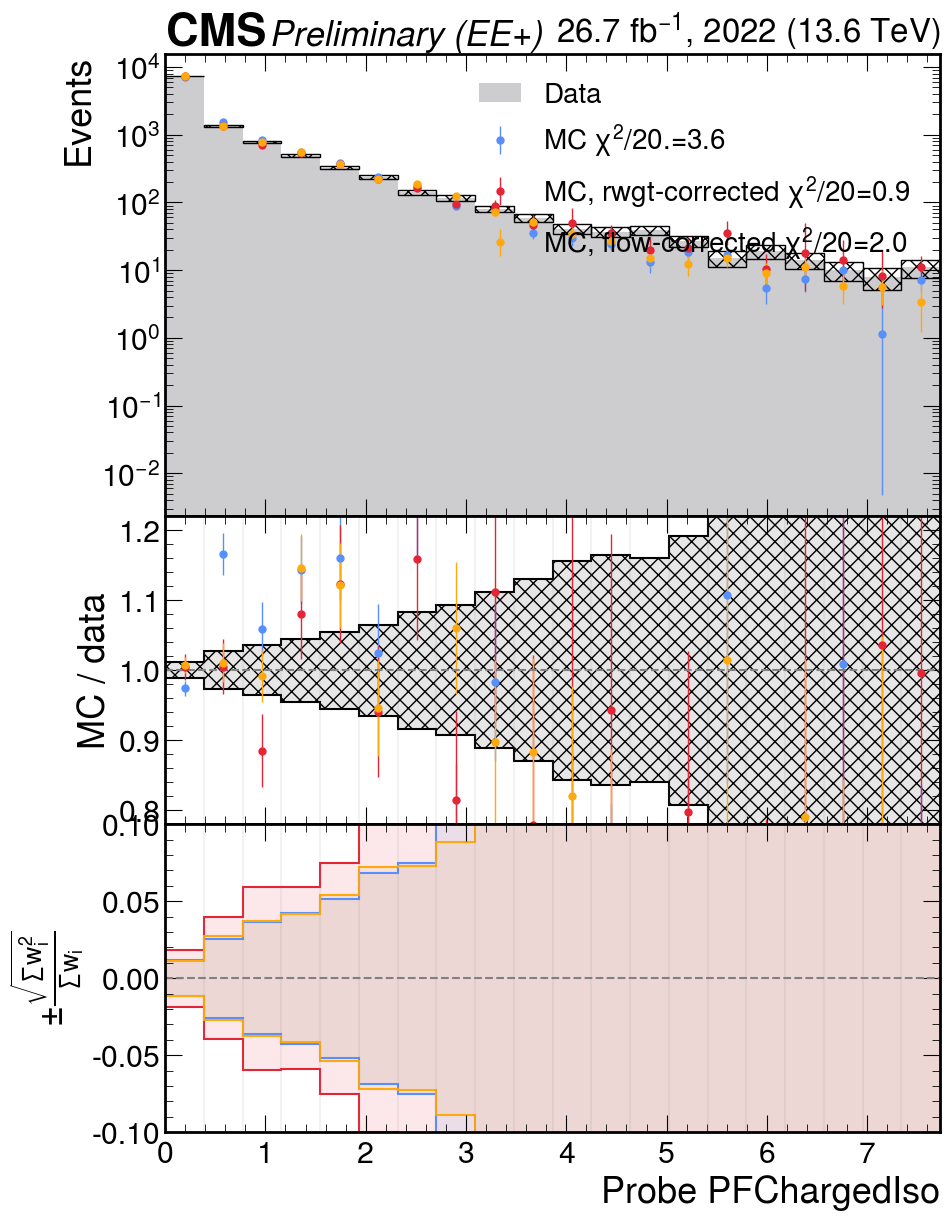 CMS Preliminary (EE+) 26.7 fb⁻¹, 2022 (13.6 TeV)
Events
10⁴
10³
10²
10¹
10⁰
10⁻¹
10⁻²
Data
MC χ²/20.=3.6
MC, rwgt-corrected χ²/20=0.9
MC, flow-corrected χ²/20=2.0
MC / data
1.2
1.1
1.0
0.9
0.8
±√Σw²ᵢ / Σwᵢ
0.10
0.05
0.00
-0.05
-0.10
0 1 2 3 4 5 6 7
Probe PFChargedIso